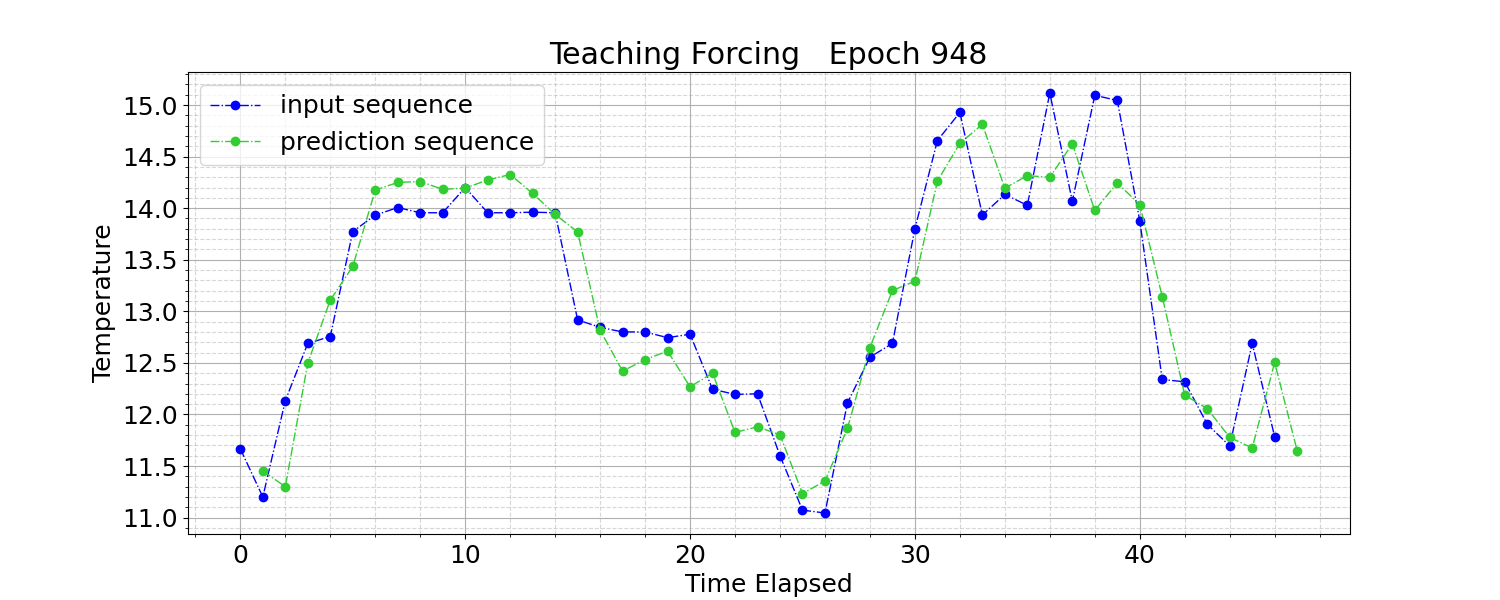 Teaching Forcing   Epoch 948
input sequence
prediction sequence
Temperature
15.0
14.5
14.0
13.5
13.0
12.5
12.0
11.5
11.0
0 10 20 30 40
Time Elapsed